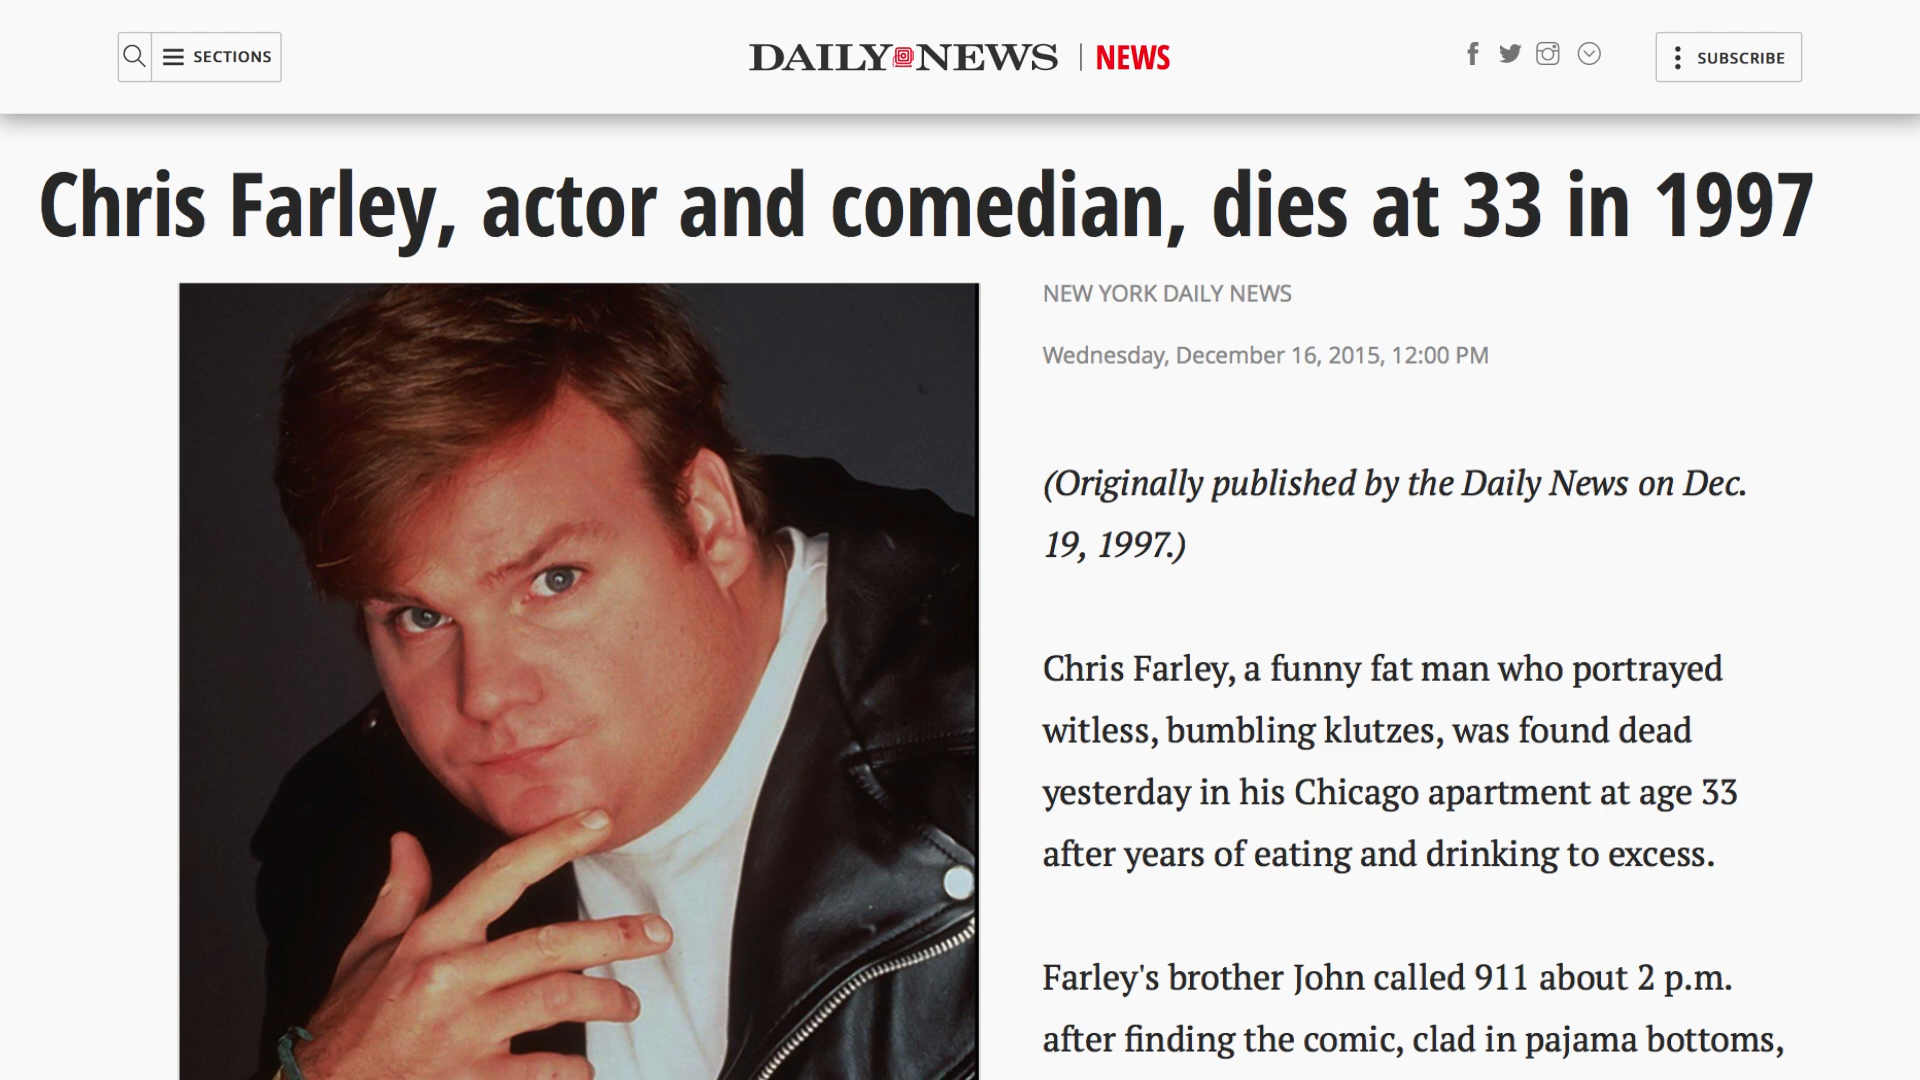 SECTIONS
DAILY NEWS | NEWS
SUBSCRIBE
Chris Farley, actor and comedian, dies at 33 in 1997
NEW YORK DAILY NEWS
Wednesday, December 16, 2015, 12:00 PM
(Originally published by the Daily News on Dec.
19, 1997.)
Chris Farley, a funny fat man who portrayed
witless, bumbling klutzes, was found dead
yesterday in his Chicago apartment at age 33
after years of eating and drinking to excess.
Farley's brother John called 911 about 2 p.m.
after finding the comic, clad in pajama bottoms,